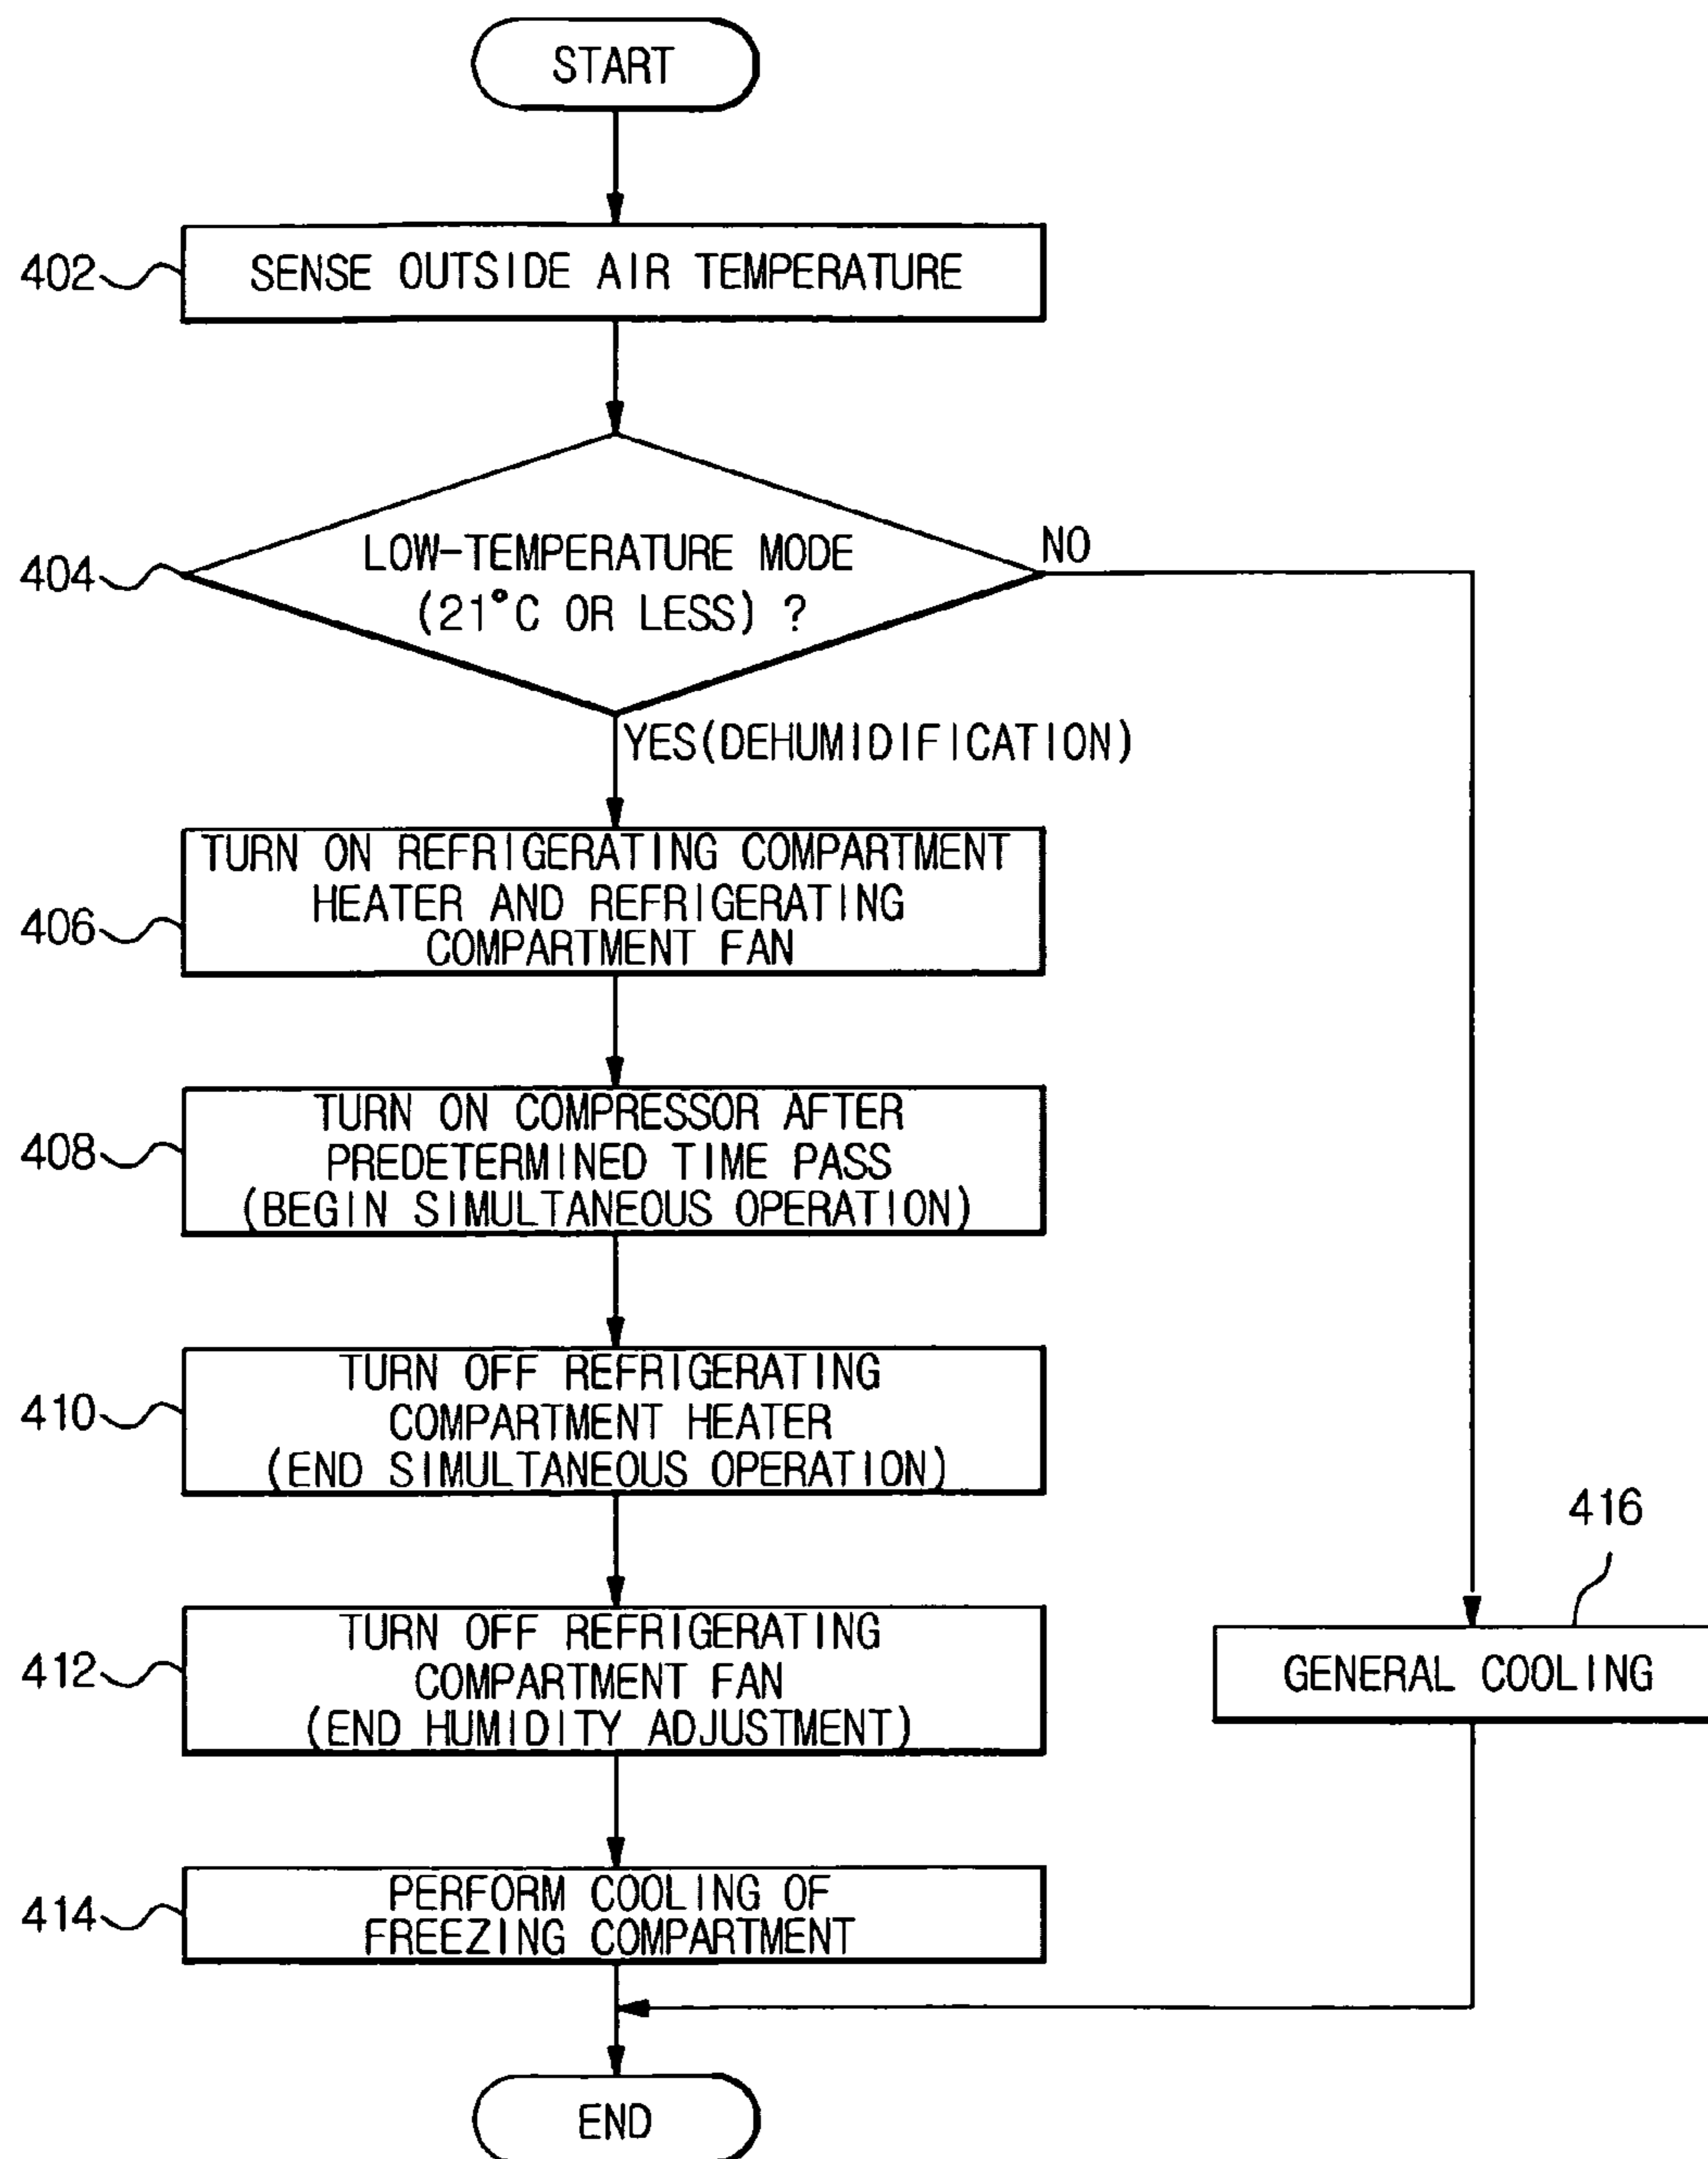 START
402
SENSE OUTSIDE AIR TEMPERATURE
404
LOW-TEMPERATURE MODE
(21°C OR LESS) ?
NO
YES(DEHUMIDIFICATION)
406
TURN ON REFRIGERATING COMPARTMENT
HEATER AND REFRIGERATING
COMPARTMENT FAN
408
TURN ON COMPRESSOR AFTER
PREDETERMINED TIME PASS
(BEGIN SIMULTANEOUS OPERATION)
410
TURN OFF REFRIGERATING
COMPARTMENT HEATER
(END SIMULTANEOUS OPERATION)
412
TURN OFF REFRIGERATING
COMPARTMENT FAN
(END HUMIDITY ADJUSTMENT)
416
GENERAL COOLING
414
PERFORM COOLING OF
FREEZING COMPARTMENT
END